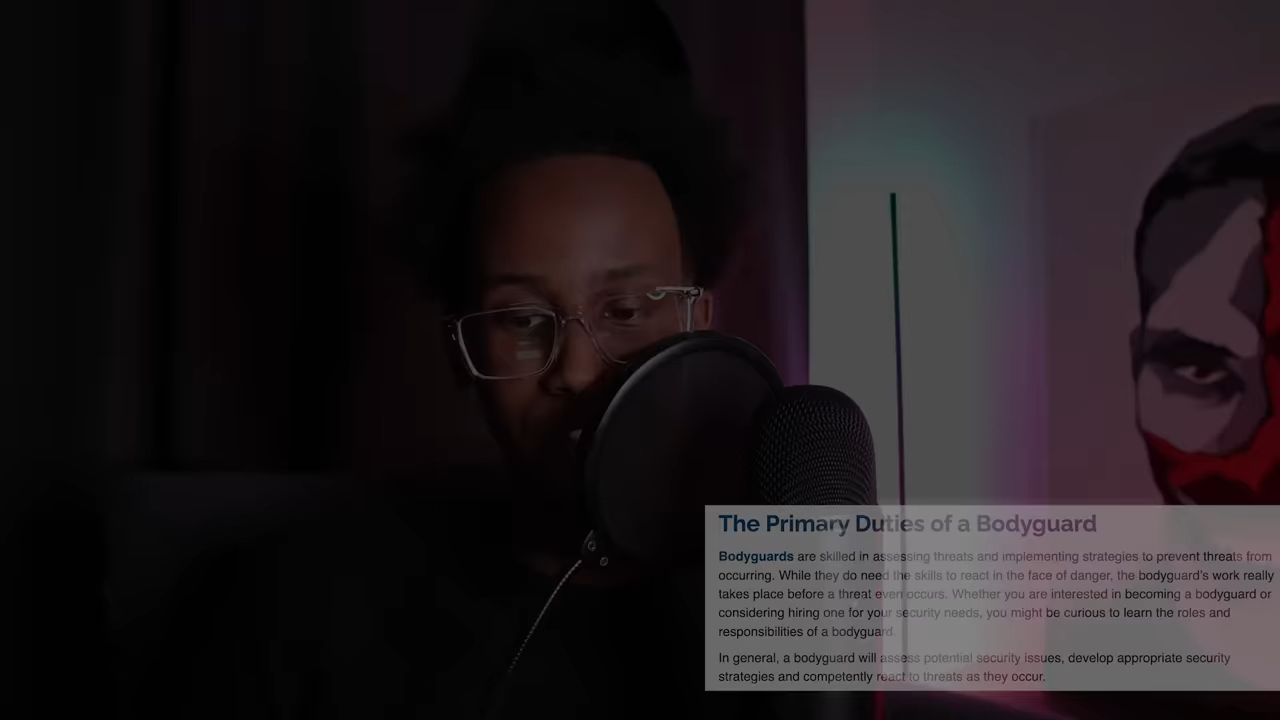 The Primary Duties of a Bodyguard
Bodyguards are skilled in assessing threats and implementing strategies to prevent threats from
occurring. While they do need the skills to react in the face of danger, the bodyguard's work really
takes place before a threat even occurs. Whether you are interested in becoming a bodyguard or
considering hiring one for your security needs, you might be curious to learn the roles and
responsibilities of a bodyguard.
In general, a bodyguard will assess potential security issues, develop appropriate security
strategies and competently react to threats as they occur.